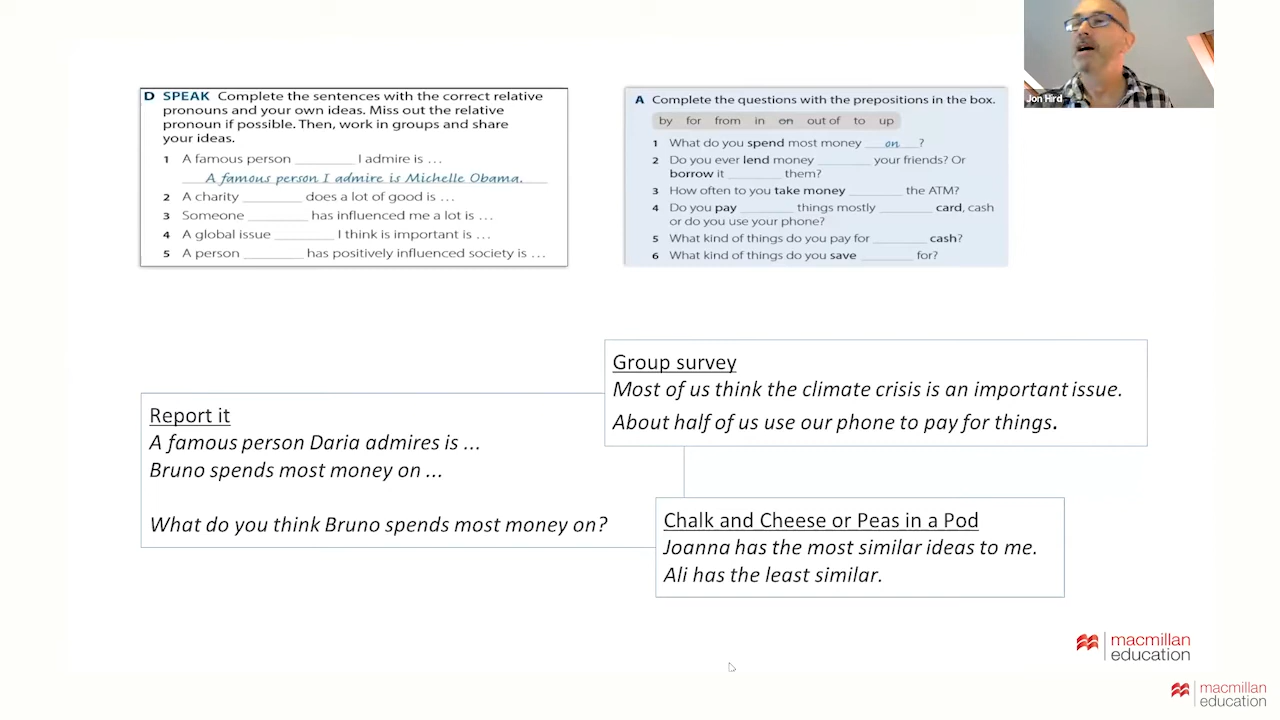 Jon Hird
D SPEAK Complete the sentences with the correct relative
pronouns and your own ideas. Miss out the relative
pronoun if possible. Then, work in groups and share
your ideas.
1 A famous person ________ I admire is ...
A famous person I admire is Michelle Obama.
2 A charity ________ does a lot of good is ...
3 Someone ________ has influenced me a lot is ...
4 A global issue ________ I think is important is ...
5 A person ________ has positively influenced society is ...
A Complete the questions with the prepositions in the box.
by for from in on out of to up
1 What do you spend most money on ?
2 Do you ever lend money ________ your friends? Or
borrow it ________ them?
3 How often to you take money ________ the ATM?
4 Do you pay ________ things mostly ________ card, cash
or do you use your phone?
5 What kind of things do you pay for ________ cash?
6 What kind of things do you save ________ for?
Group survey
Most of us think the climate crisis is an important issue.
About half of us use our phone to pay for things.
Report it
A famous person Daria admires is ...
Bruno spends most money on ...
What do you think Bruno spends most money on?
Chalk and Cheese or Peas in a Pod
Joanna has the most similar ideas to me.
Ali has the least similar.
macmillan
education
macmillan
education